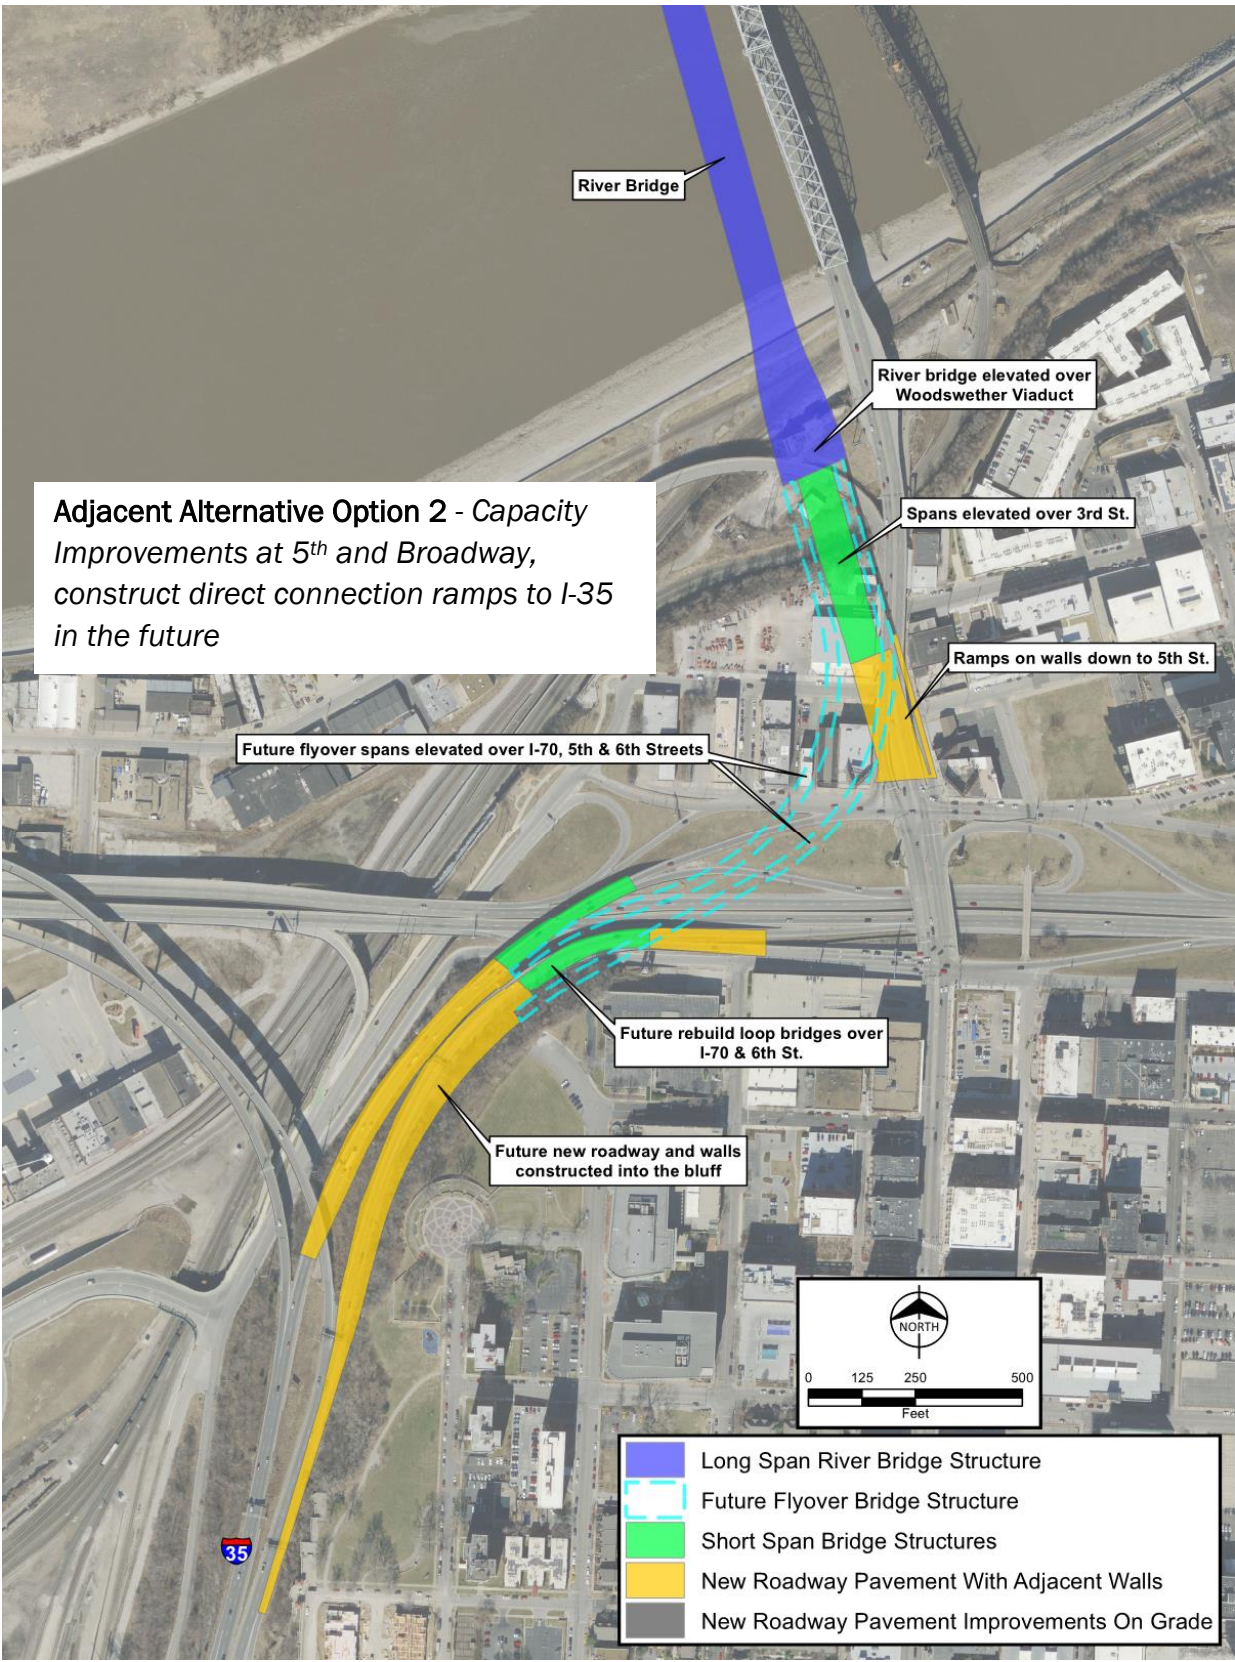 River Bridge
River bridge elevated over
Woodswether Viaduct
Adjacent Alternative Option 2 - Capacity
Improvements at 5th and Broadway,
construct direct connection ramps to I-35
in the future
Spans elevated over 3rd St.
Ramps on walls down to 5th St.
Future flyover spans elevated over I-70, 5th & 6th Streets
Future rebuild loop bridges over
I-70 & 6th St.
Future new roadway and walls
constructed into the bluff
NORTH
0 125 250 500
Feet
35
Long Span River Bridge Structure
Future Flyover Bridge Structure
Short Span Bridge Structures
New Roadway Pavement With Adjacent Walls
New Roadway Pavement Improvements On Grade